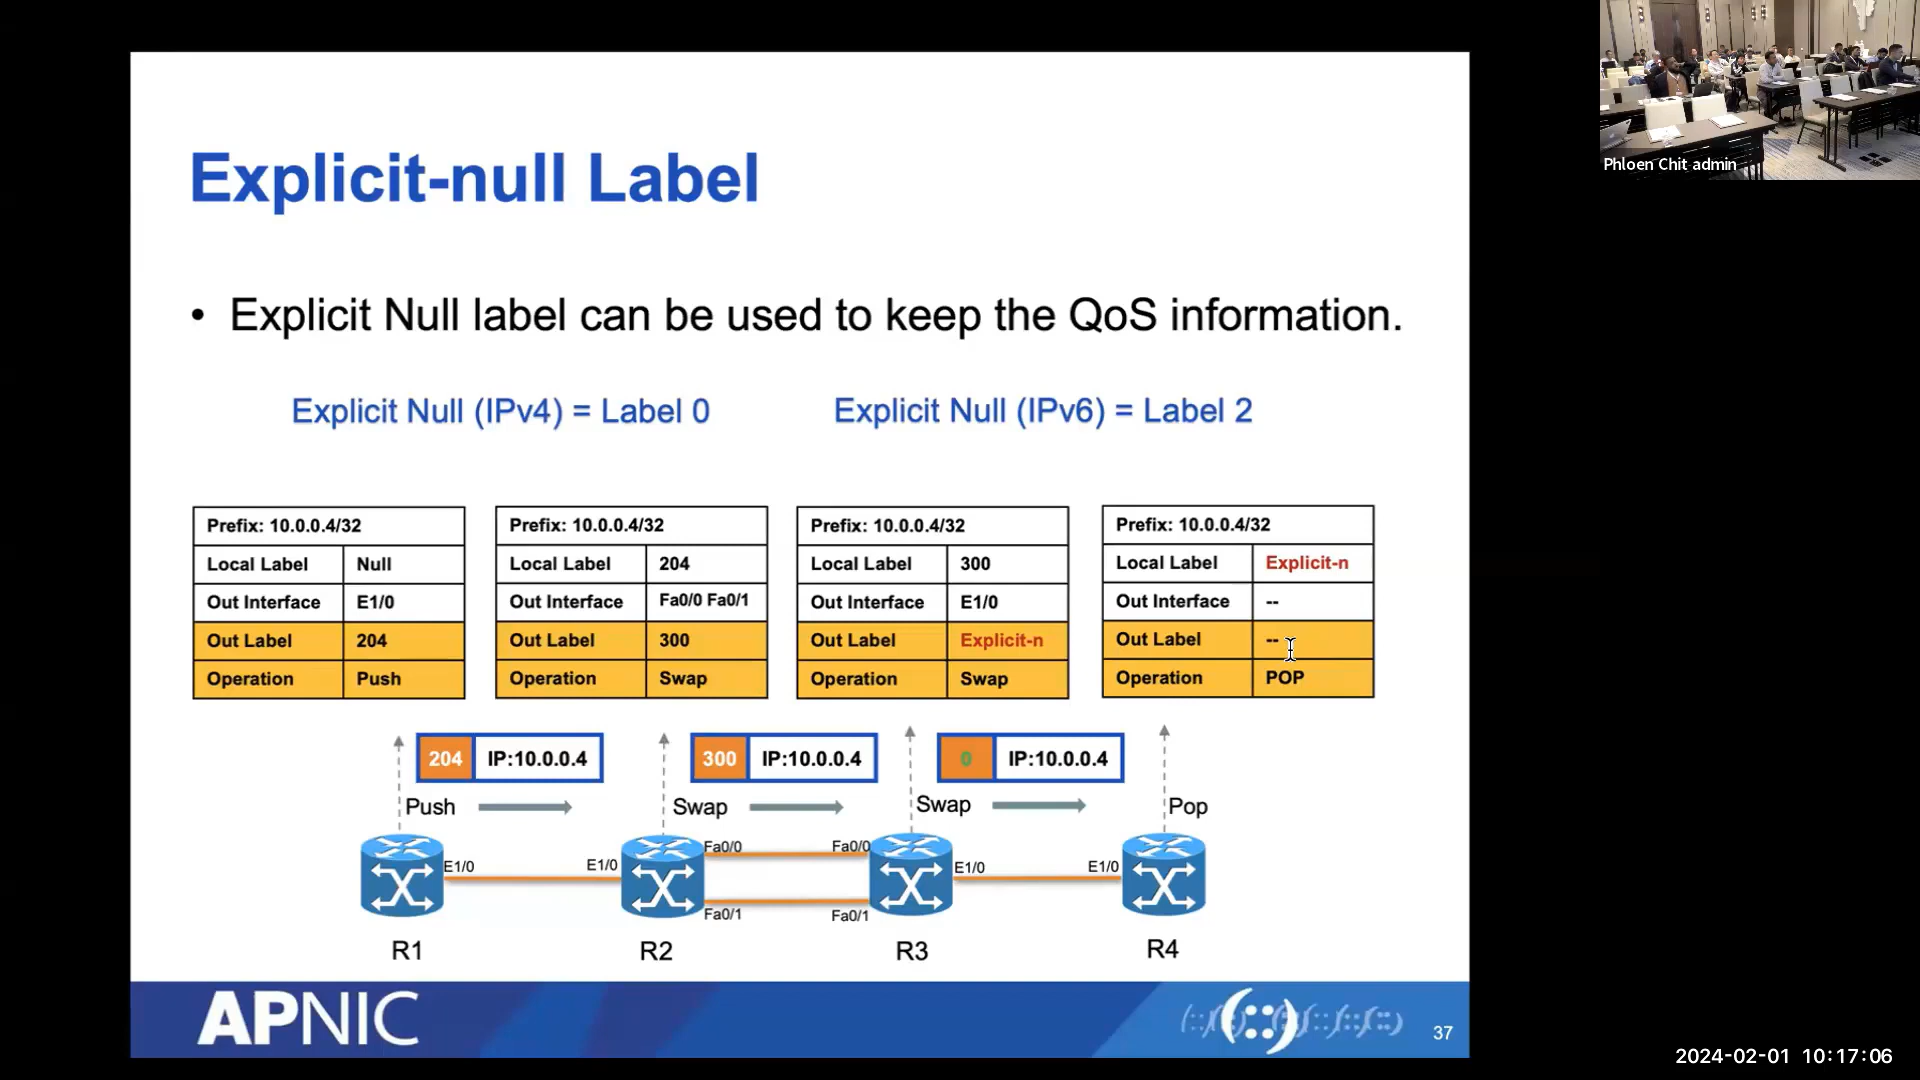 Explicit-null Label
• Explicit Null label can be used to keep the QoS information.
Explicit Null (IPv4) = Label 0
Explicit Null (IPv6) = Label 2
Prefix: 10.0.0.4/32
Local Label Null
Out Interface E1/0
Out Label 204
Operation Push
Prefix: 10.0.0.4/32
Local Label 204
Out Interface Fa0/0 Fa0/1
Out Label 300
Operation Swap
Prefix: 10.0.0.4/32
Local Label 300
Out Interface E1/0
Out Label Explicit-n
Operation Swap
Prefix: 10.0.0.4/32
Local Label Explicit-n
Out Interface --
Out Label --
Operation POP
204 IP:10.0.0.4
300 IP:10.0.0.4
0 IP:10.0.0.4
Push
Swap
Swap
Pop
E1/0
E1/0
Fa0/0
Fa0/0
E1/0
E1/0
Fa0/1
Fa0/1
R1
R2
R3
R4
APNIC
37
Phloen Chit admin
2024-02-01 10:17:06